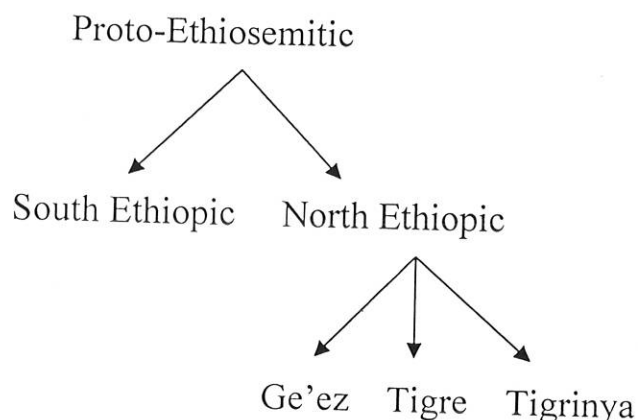 Proto-Ethiosemitic
South Ethiopic North Ethiopic
Ge’ez Tigre Tigrinya